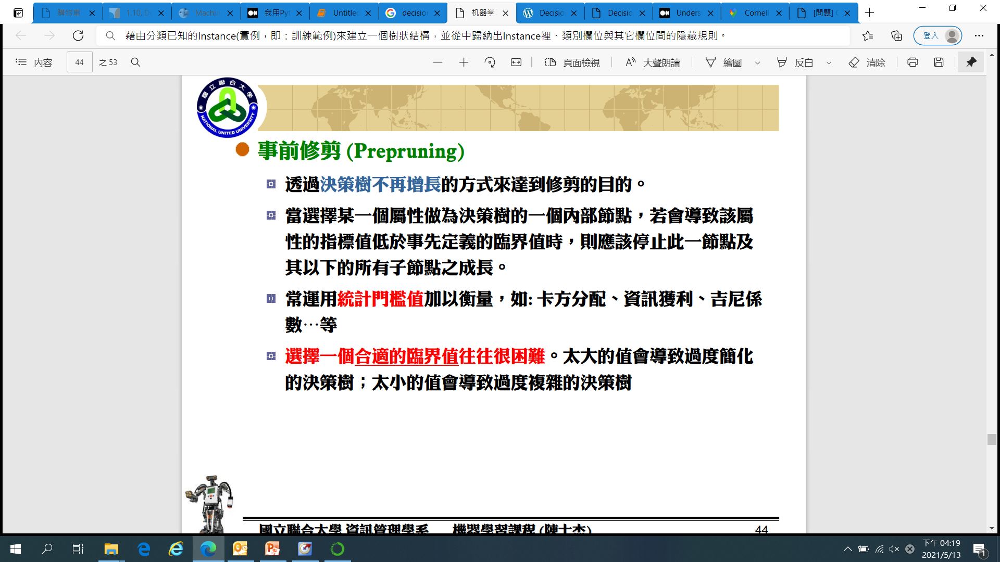 購物車
1.10. D
Machin
我用Pyt
Untitled
decision
机器学习
Decisio
Decisio
Unders
Cornell
[問題] C
藉由分類已知的Instance(實例，即：訓練範例)來建立一個樹狀結構，並從中歸納出Instance裡、類別欄位與其它欄位間的隱藏規則。
登入
內容
44
之 53
頁面檢視
大聲朗讀
繪圖
反白
清除
國立聯合大學
NATIONAL UNITED UNIVERSITY
事前修剪 (Prepruning)
透過決策樹不再增長的方式來達到修剪的目的。
當選擇某一個屬性做為決策樹的一個內部節點，若會導致該屬
性的指標值低於事先定義的臨界值時，則應該停止此一節點及
其以下的所有子節點之成長。
常運用統計門檻值加以衡量，如: 卡方分配、資訊獲利、吉尼係
數…等
選擇一個合適的臨界值往往很困難。太大的值會導致過度簡化
的決策樹；太小的值會導致過度複雜的決策樹
國立聯合大學 資訊管理學系
機器學習課程 (陳士杰)
44
下午 04:19
2021/5/13
1